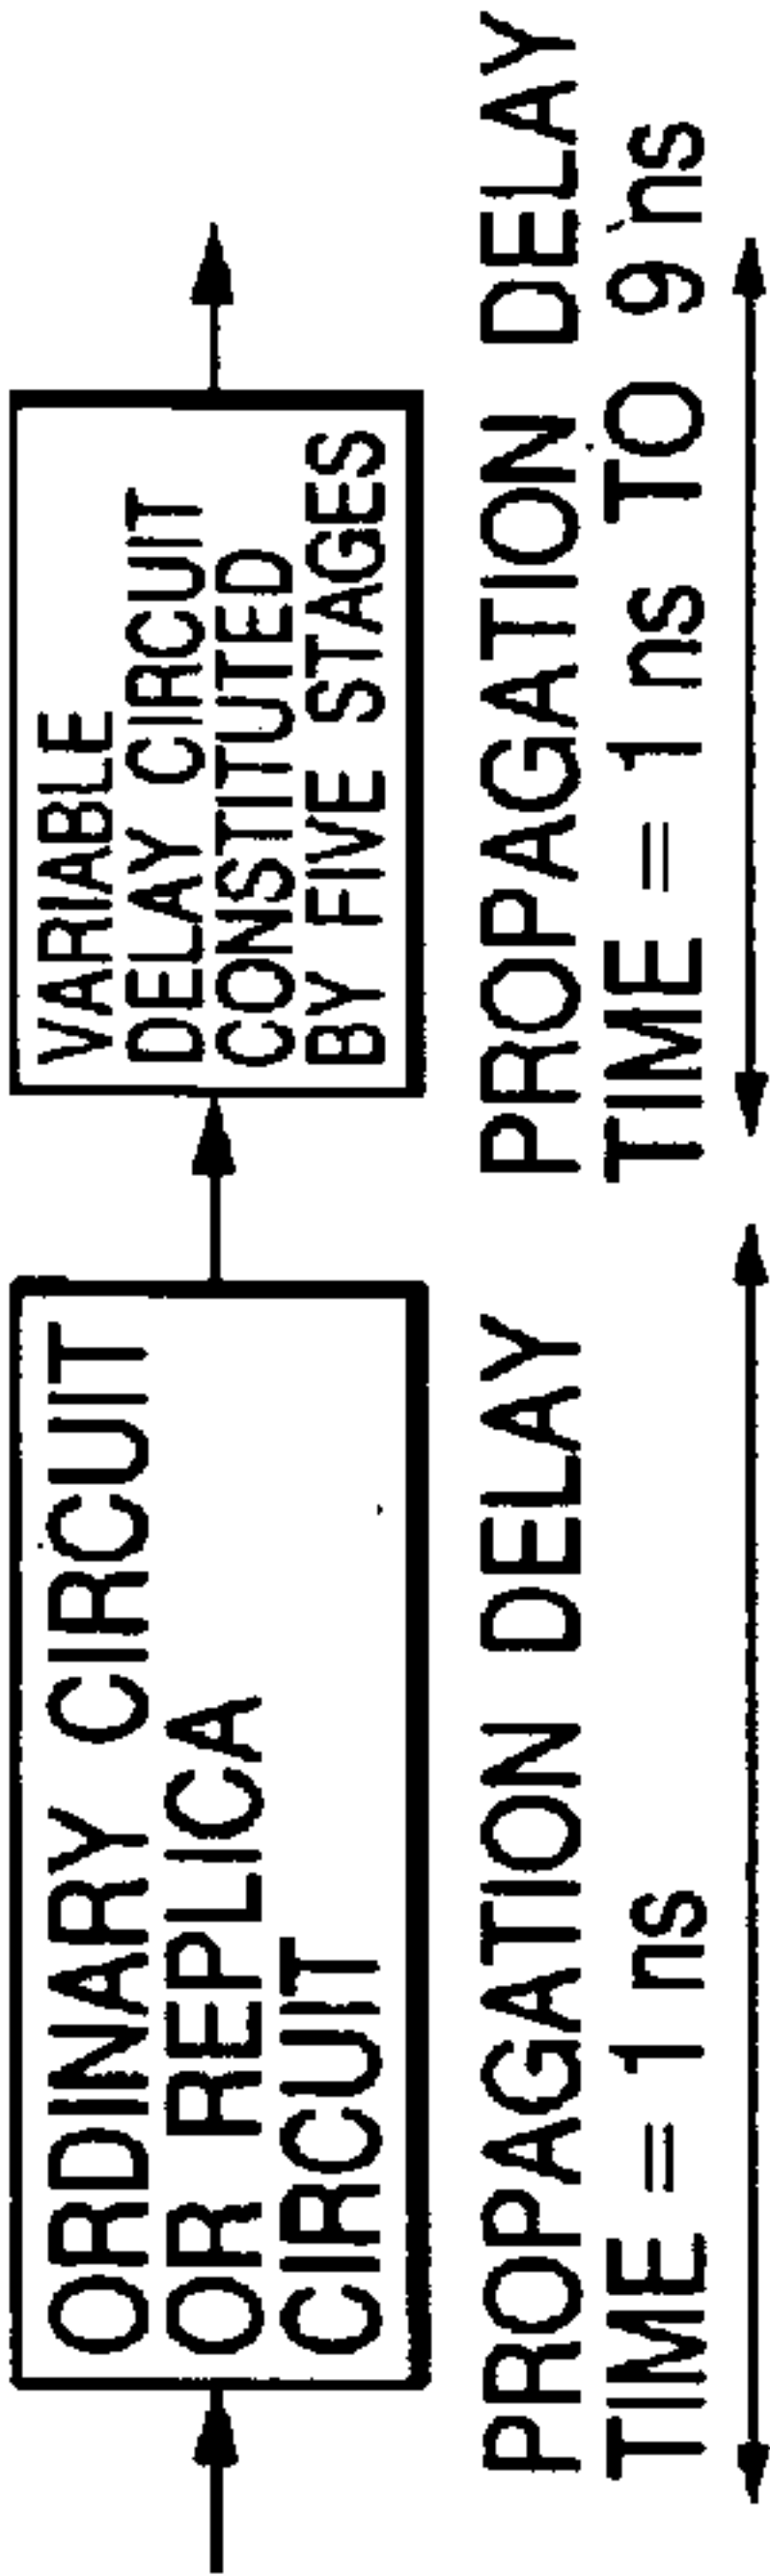 ORDINARY CIRCUIT
OR REPLICA
CIRCUIT
VARIABLE
DELAY CIRCUIT
CONSTITUTED
BY FIVE STAGES
PROPAGATION DELAY
TIME = 1 ns
PROPAGATION DELAY
TIME = 1 ns TO 9 ns